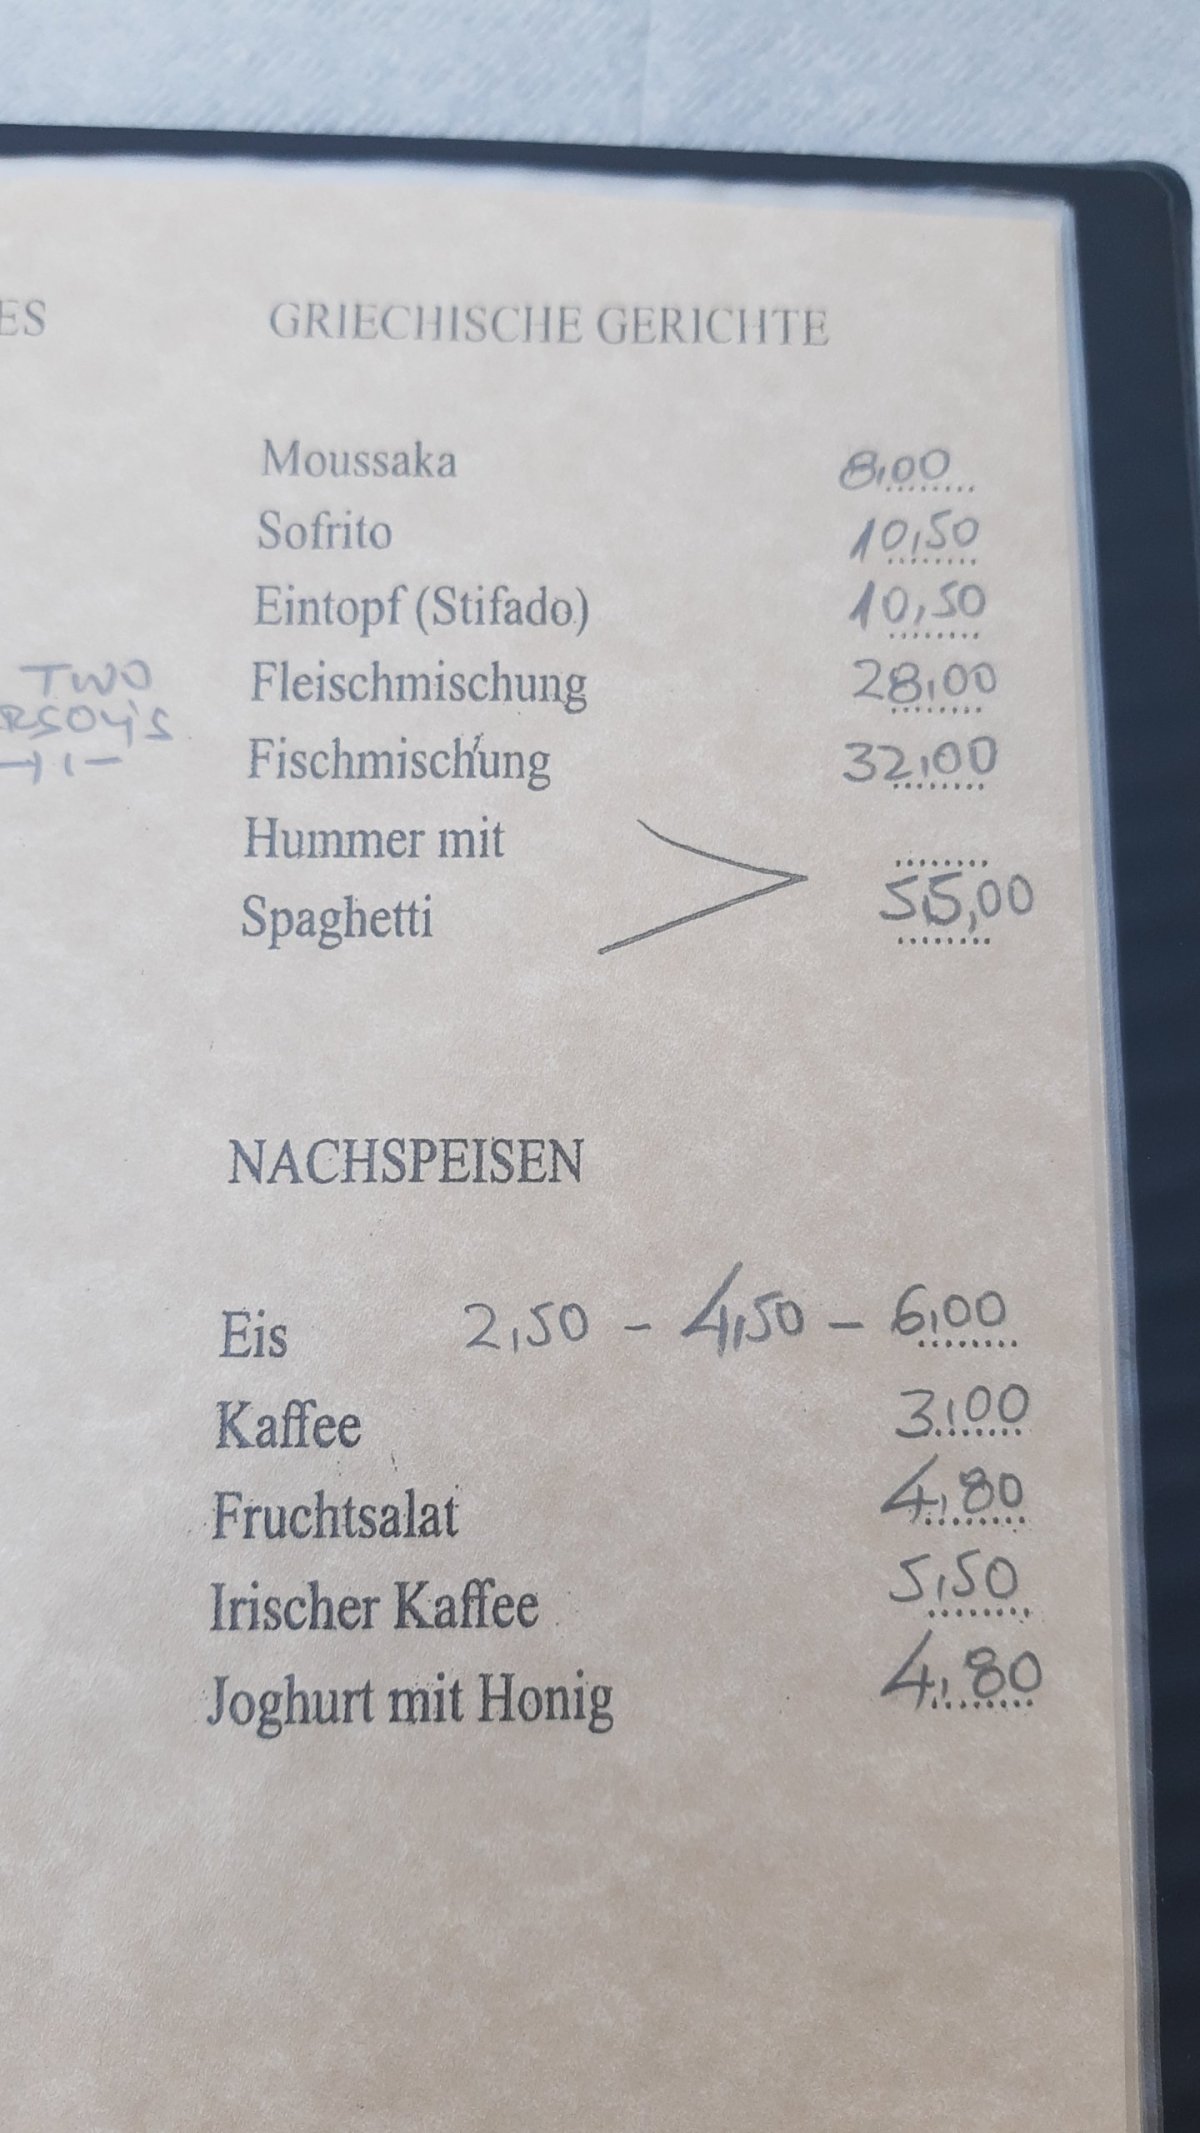 ES
GRIECHISCHE GERICHTE
Moussaka 8,00
Sofrito 10,50
Eintopf (Stifado) 10,50
TWO
Fleischmischung 28,00
RSOY'S
Fischmischung 32,00
Hummer mit
Spaghetti 55,00
NACHSPEISEN
Eis 2,50 - 4,50 - 6,00
Kaffee 3,00
Fruchtsalat 4,80
Irischer Kaffee 5,50
Joghurt mit Honig 4,80